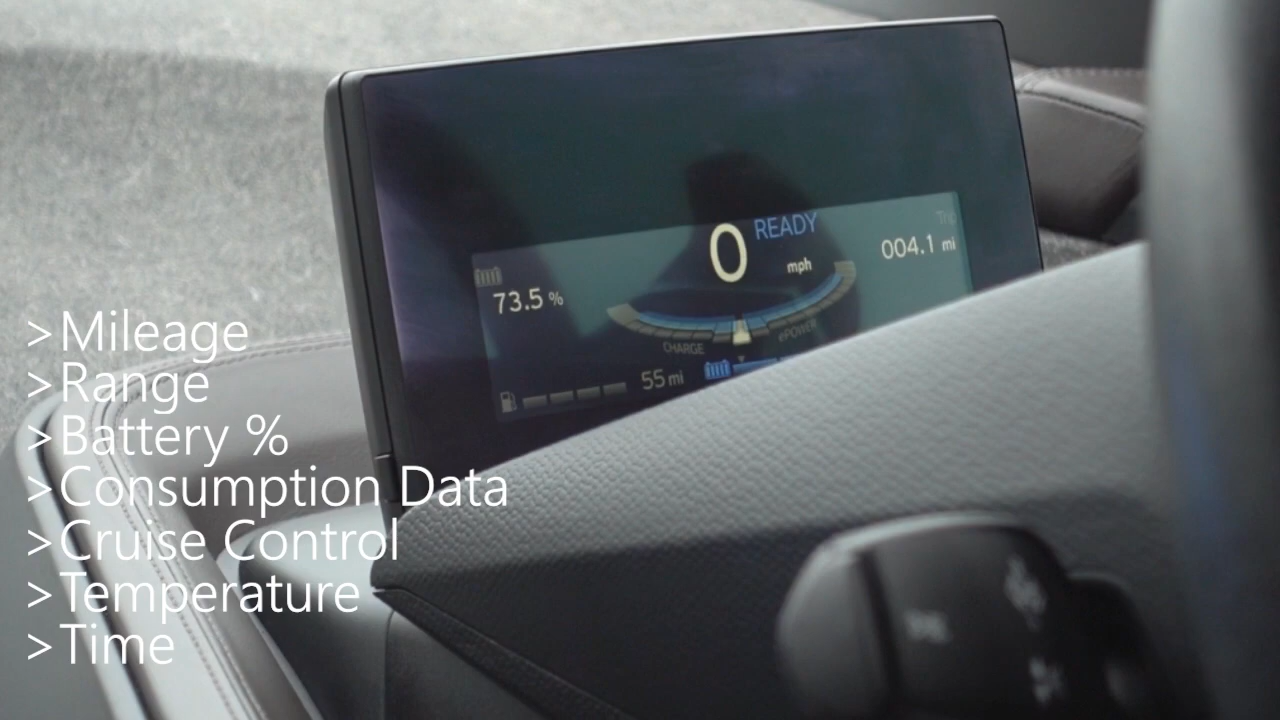 READY
0
mph
Trip
004.1 mi
73.5 %
CHARGE
ePOWER
55 mi
>Mileage
>Range
>Battery %
>Consumption Data
>Cruise Control
>Temperature
>Time